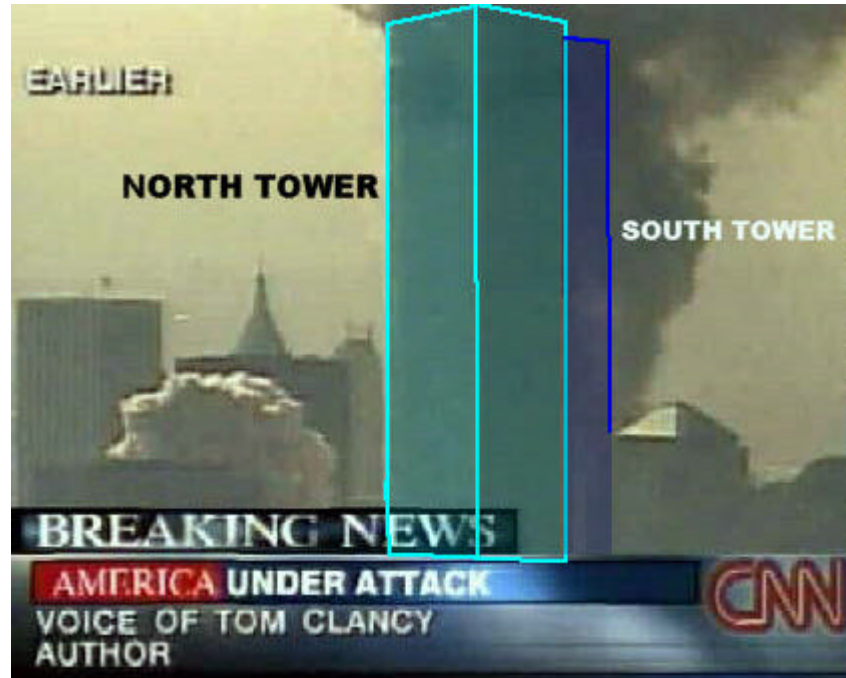 EARLIER
NORTH TOWER
SOUTH TOWER
BREAKING NEWS
AMERICA UNDER ATTACK
CNN
VOICE OF TOM CLANCY
AUTHOR